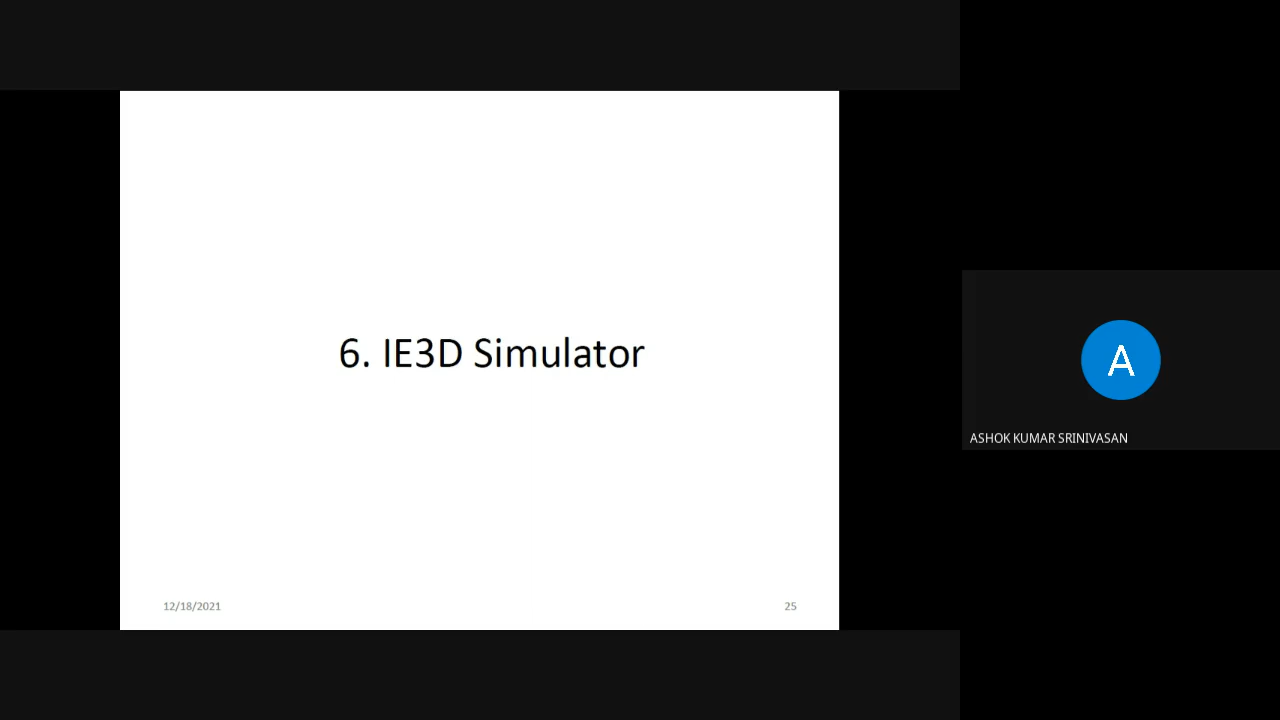 6. IE3D Simulator
12/18/2021
25
A
ASHOK KUMAR SRINIVASAN